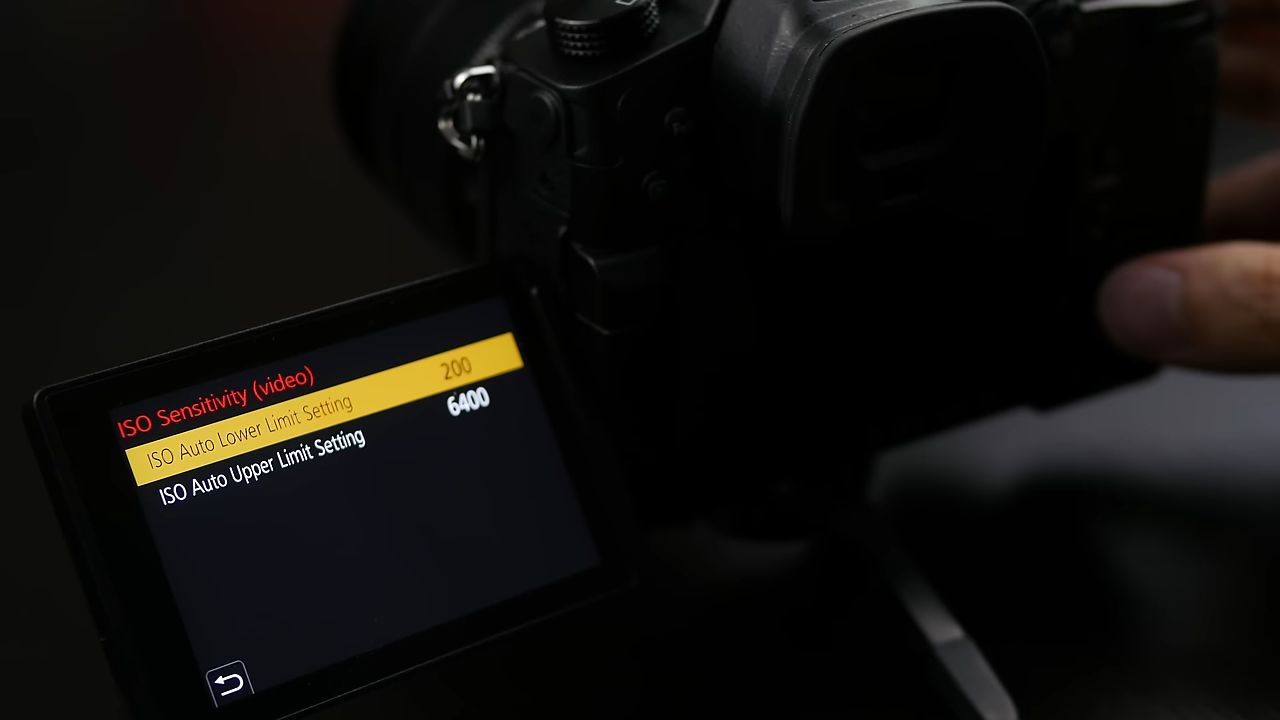 ISO Sensitivity (video)
ISO Auto Lower Limit Setting 200
ISO Auto Upper Limit Setting 6400